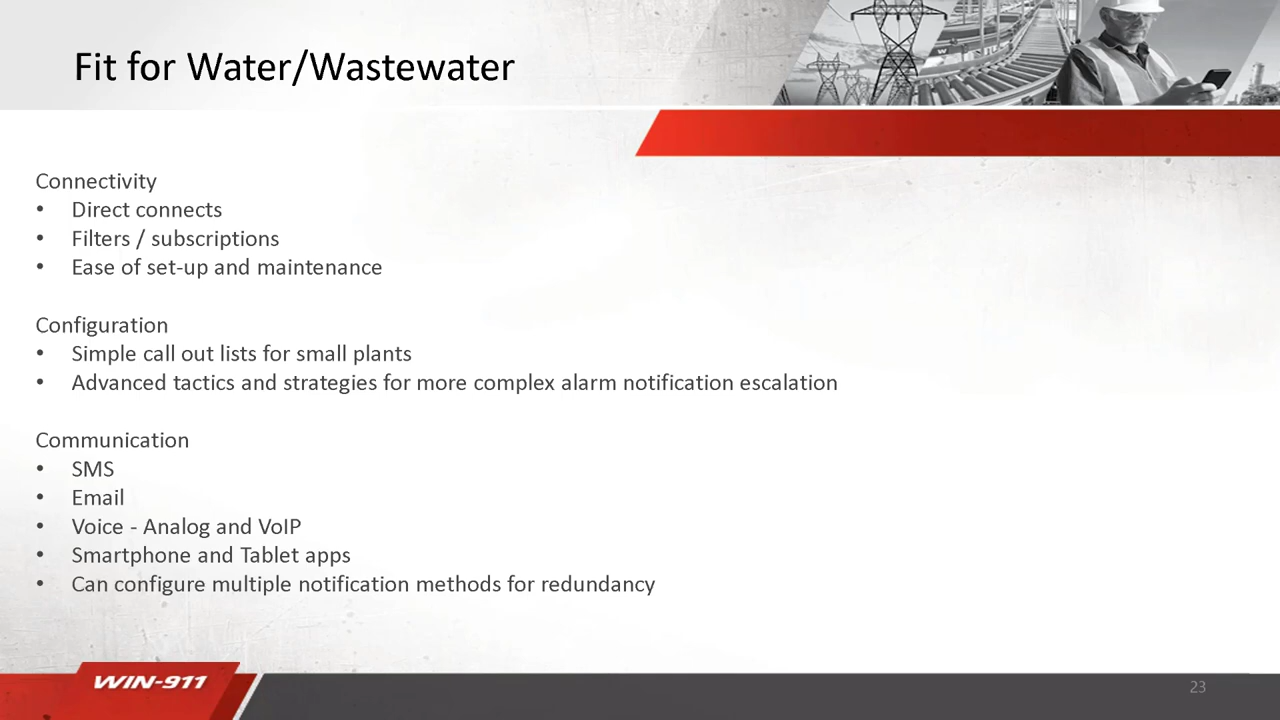 Fit for Water/Wastewater
Connectivity
• Direct connects
• Filters / subscriptions
• Ease of set-up and maintenance
Configuration
• Simple call out lists for small plants
• Advanced tactics and strategies for more complex alarm notification escalation
Communication
• SMS
• Email
• Voice - Analog and VoIP
• Smartphone and Tablet apps
• Can configure multiple notification methods for redundancy
WIN-911
23